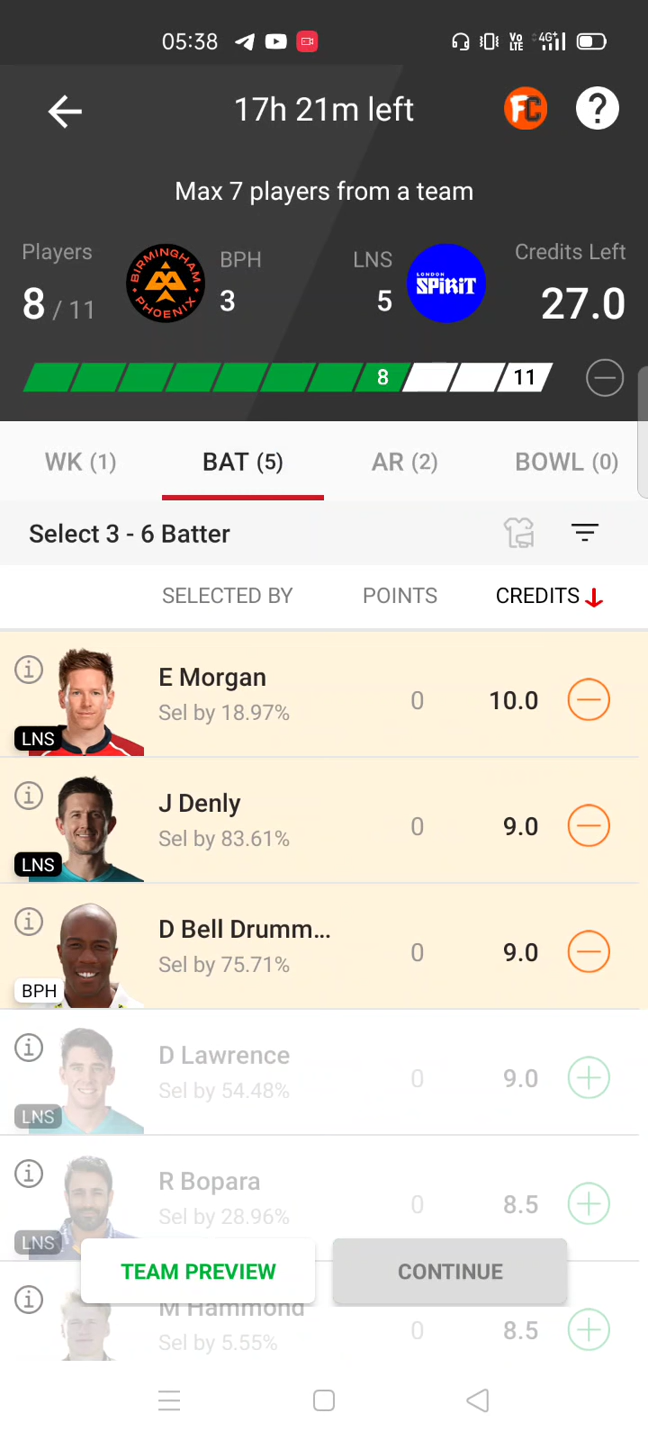 05:38
Vo LTE 4G+
17h 21m left
FC
?
Max 7 players from a team
Players
8 / 11
BIRMINGHAM PHOENIX
BPH
3
LNS
5
LONDON
SPIRIT
Credits Left
27.0
8
11
WK (1)
BAT (5)
AR (2)
BOWL (0)
Select 3 - 6 Batter
SELECTED BY
POINTS
CREDITS
E Morgan
Sel by 18.97%
0
10.0
LNS
J Denly
Sel by 83.61%
0
9.0
LNS
D Bell Drumm...
Sel by 75.71%
0
9.0
BPH
D Lawrence
Sel by 54.48%
0
9.0
LNS
R Bopara
Sel by 28.96%
0
8.5
LNS
TEAM PREVIEW
CONTINUE
M Hammond
Sel by 5.55%
0
8.5